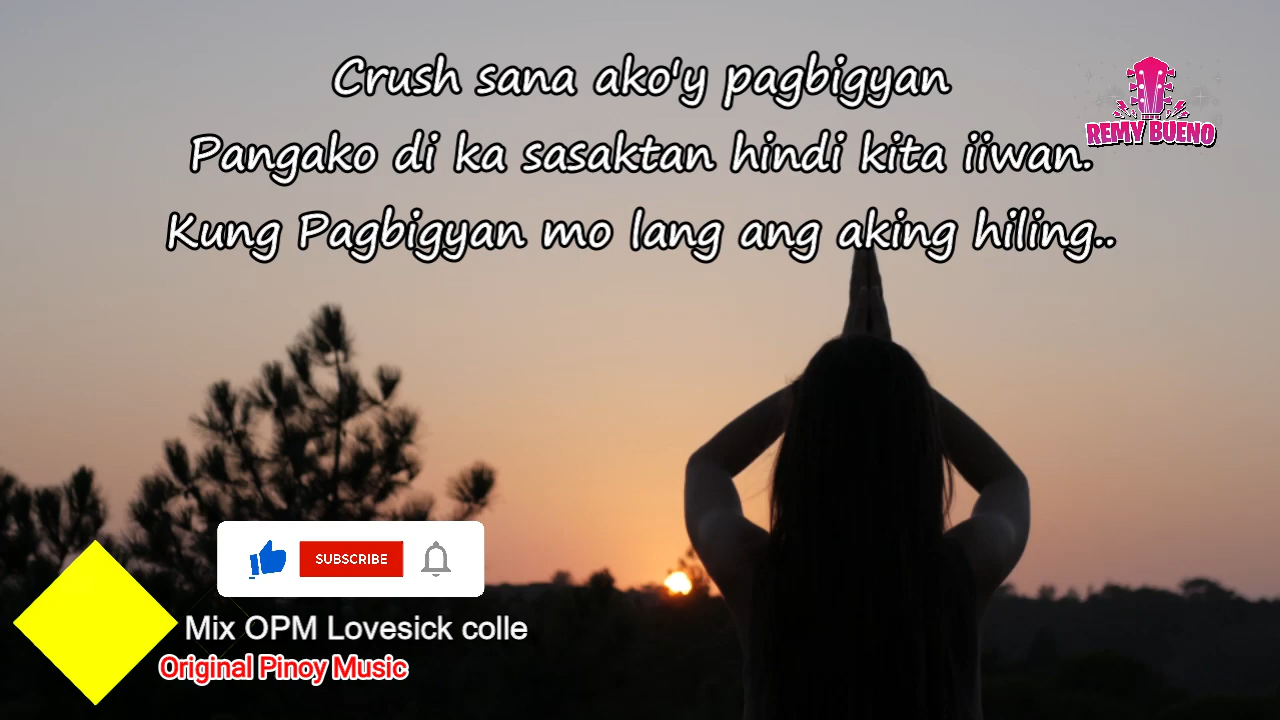 Crush sana ako'y pagbigyan
REMY BUENO
Pangako di ka sasaktan hindi kita iiwan.
Kung Pagbigyan mo lang ang aking hiling..
SUBSCRIBE
Mix OPM Lovesick colle
Original Pinoy Music